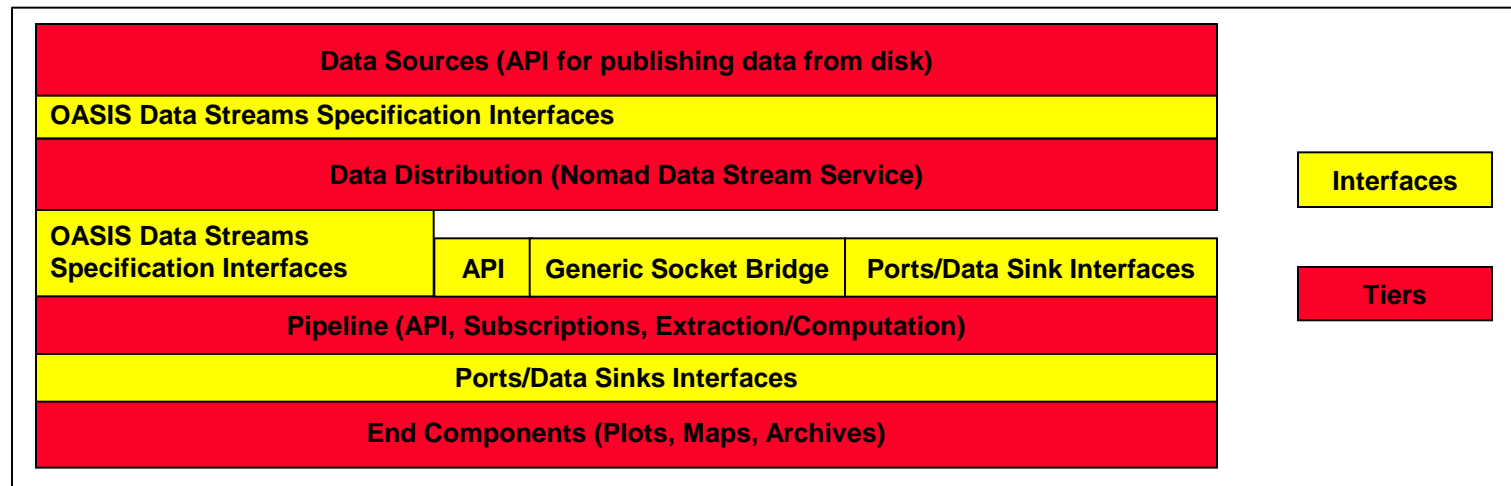 Data Sources (API for publishing data from disk)
OASIS Data Streams Specification Interfaces
Data Distribution (Nomad Data Stream Service)
OASIS Data Streams
Specification Interfaces
API
Generic Socket Bridge
Ports/Data Sink Interfaces
Pipeline (API, Subscriptions, Extraction/Computation)
Ports/Data Sinks Interfaces
End Components (Plots, Maps, Archives)
Interfaces
Tiers